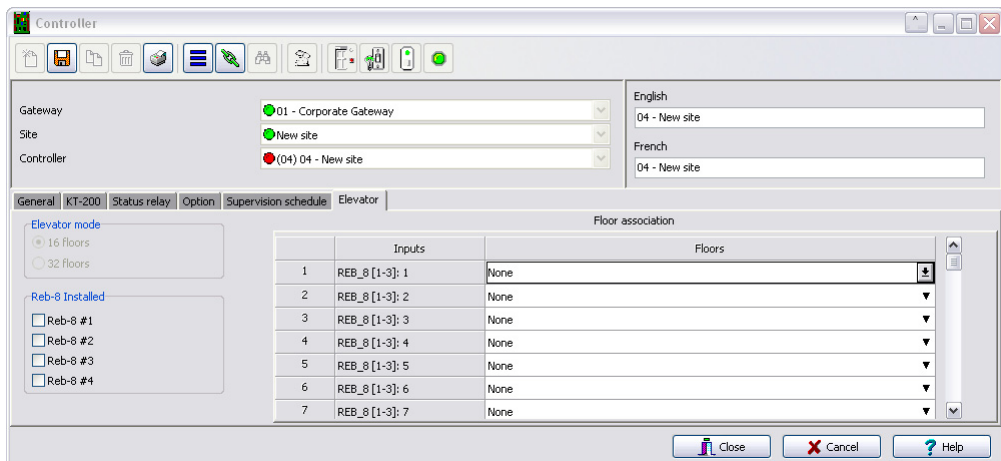 Controller
Gateway
01 - Corporate Gateway
Site
New site
Controller
(04) 04 - New site
English
04 - New site
French
04 - New site
General KT-200 Status relay Option Supervision schedule Elevator
Elevator mode
16 floors
32 floors
Reb-8 Installed
Reb-8 #1
Reb-8 #2
Reb-8 #3
Reb-8 #4
Floor association
Inputs Floors
1 REB_8 [1-3]: 1 None
2 REB_8 [1-3]: 2 None
3 REB_8 [1-3]: 3 None
4 REB_8 [1-3]: 4 None
5 REB_8 [1-3]: 5 None
6 REB_8 [1-3]: 6 None
7 REB_8 [1-3]: 7 None
Close Cancel ? Help